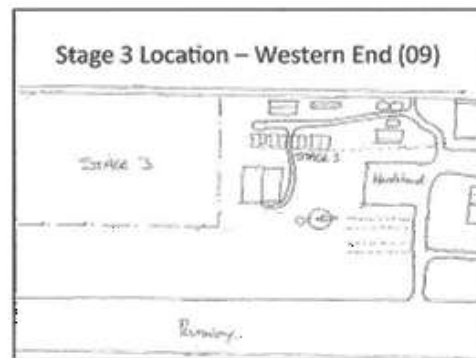 Stage 3 Location – Western End (09)
STAGE 3
STAGE 3
Hardstand
Runway.